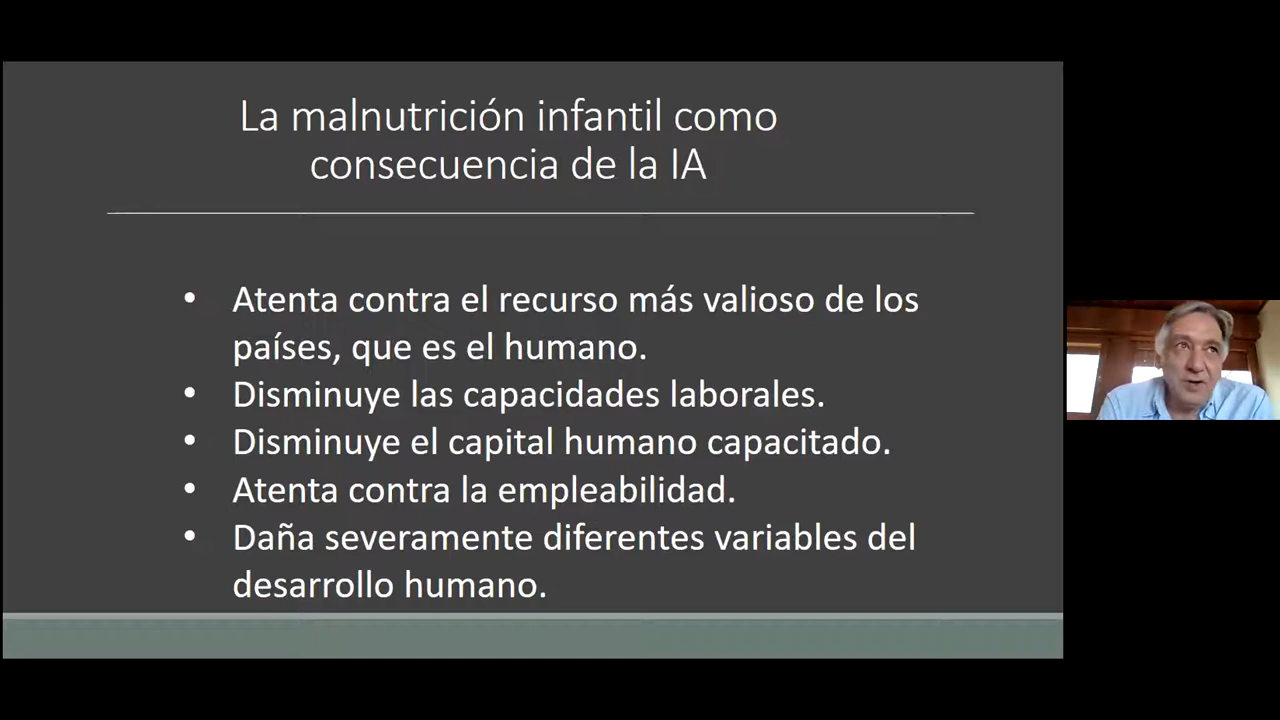 La malnutrición infantil como
consecuencia de la IA
• Atenta contra el recurso más valioso de los
países, que es el humano.
• Disminuye las capacidades laborales.
• Disminuye el capital humano capacitado.
• Atenta contra la empleabilidad.
• Daña severamente diferentes variables del
desarrollo humano.